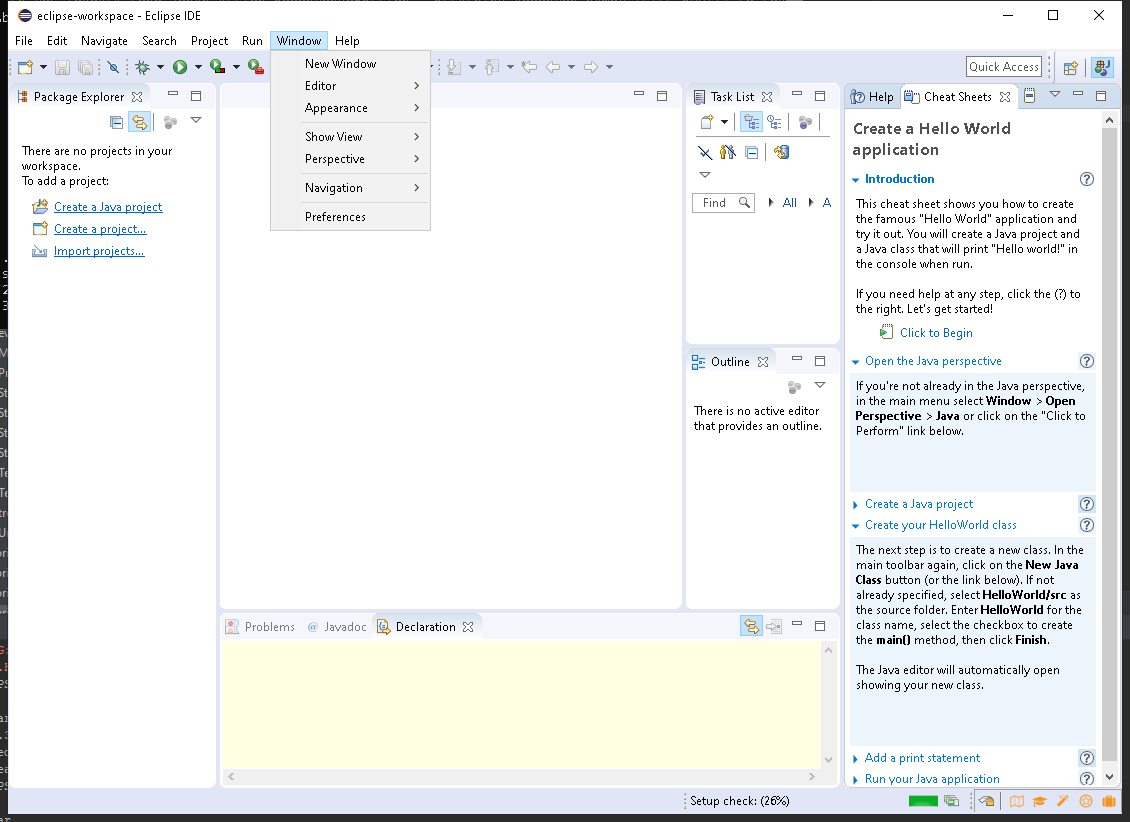 eclipse-workspace - Eclipse IDE
File Edit Navigate Search Project Run Window Help
Quick Access
New Window
Editor
Appearance
Show View
Perspective
Navigation
Preferences
Package Explorer
There are no projects in your
workspace.
To add a project:
Create a Java project
Create a project...
Import projects...
Task List
Find All A
Outline
There is no active editor
that provides an outline.
Problems @ Javadoc Declaration
Help Cheat Sheets
Create a Hello World
application
Introduction
This cheat sheet shows you how to create
the famous "Hello World" application and
try it out. You will create a Java project and
a Java class that will print "Hello world!" in
the console when run.
If you need help at any step, click the (?) to
the right. Let's get started!
Click to Begin
Open the Java perspective
If you're not already in the Java perspective,
in the main menu select Window > Open
Perspective > Java or click on the "Click to
Perform" link below.
Create a Java project
Create your HelloWorld class
The next step is to create a new class. In the
main toolbar again, click on the New Java
Class button (or the link below). If not
already specified, select HelloWorld/src as
the source folder. Enter HelloWorld for the
class name, select the checkbox to create
the main() method, then click Finish.
The Java editor will automatically open
showing your new class.
Add a print statement
Run your Java application
Setup check: (26%)